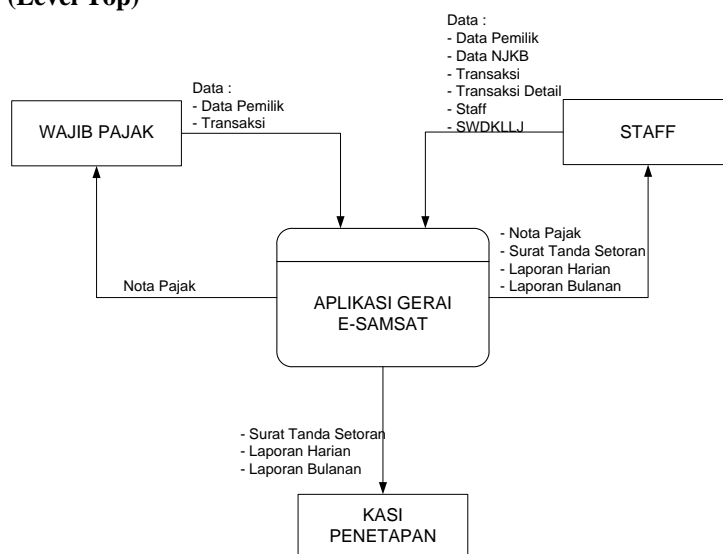 (Level Top)
Data :
- Data Pemilik
- Data NJKB
- Transaksi
- Transaksi Detail
- Staff
- SWDKLLJ
Data :
- Data Pemilik
- Transaksi
WAJIB PAJAK
STAFF
- Nota Pajak
- Surat Tanda Setoran
- Laporan Harian
- Laporan Bulanan
Nota Pajak
APLIKASI GERAI
E-SAMSAT
- Surat Tanda Setoran
- Laporan Harian
- Laporan Bulanan
KASI
PENETAPAN